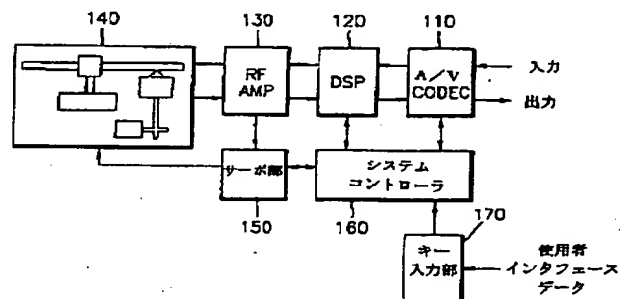 140
130
120
110
RF
AMP
DSP
A/V
CODEC
入力
出力
サーボ部
システム
コントローラ
150
160
170
キー
入力部
使用者
インタフェース
データ